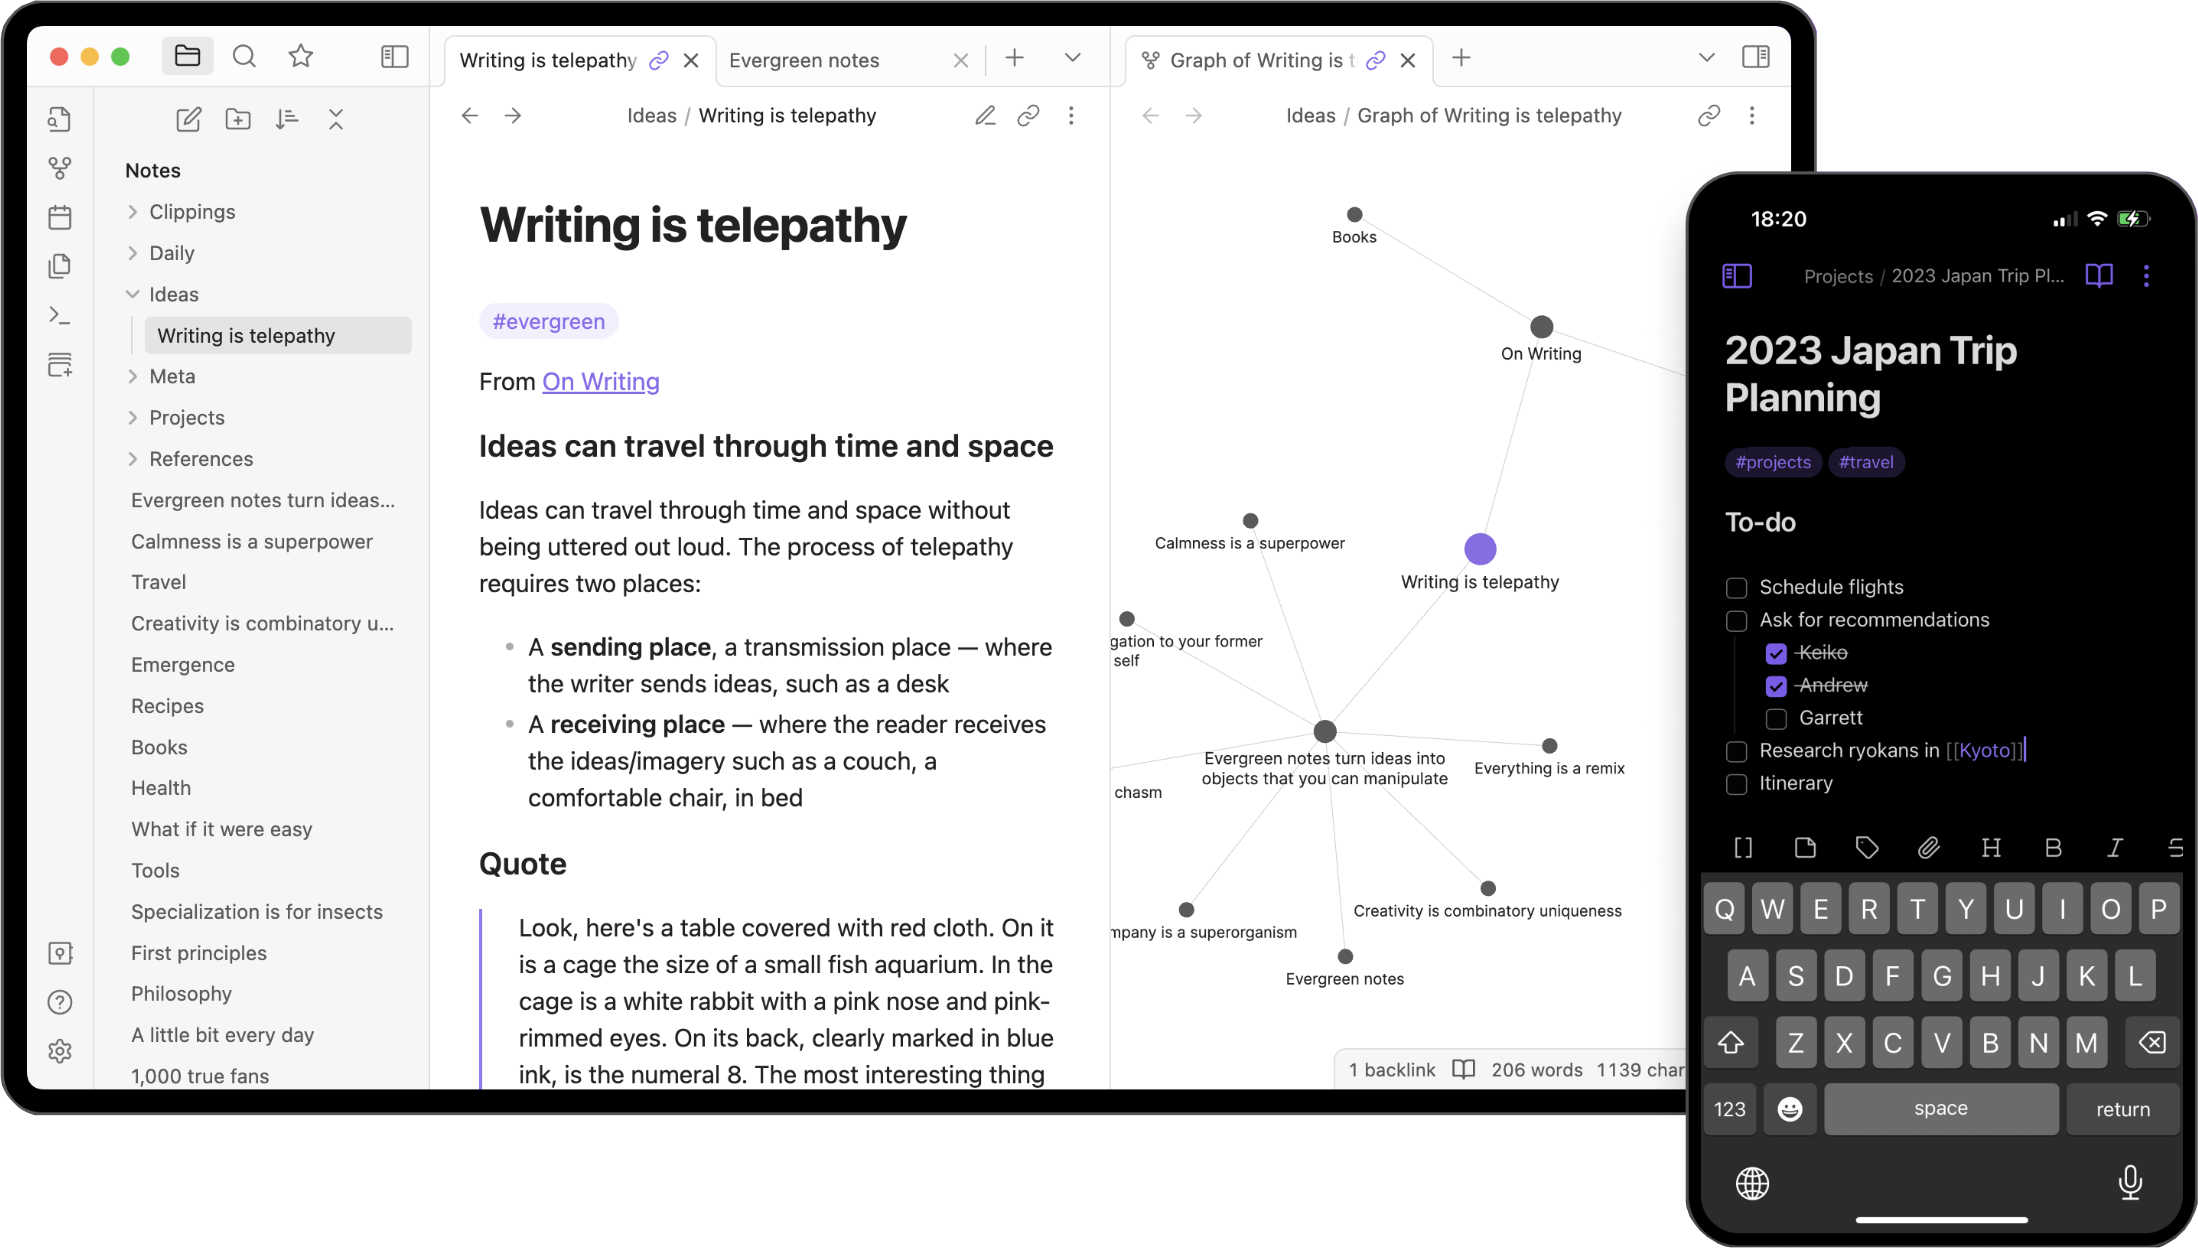 Writing is telepathy
Evergreen notes
Graph of Writing is t
Ideas / Writing is telepathy
Ideas / Graph of Writing is telepathy
Notes
Clippings
Daily
Ideas
Writing is telepathy
Meta
Projects
References
Evergreen notes turn ideas...
Calmness is a superpower
Travel
Creativity is combinatory u...
Emergence
Recipes
Books
Health
What if it were easy
Tools
Specialization is for insects
First principles
Philosophy
A little bit every day
1,000 true fans
Writing is telepathy
#evergreen
From On Writing
Ideas can travel through time and space
Ideas can travel through time and space without
being uttered out loud. The process of telepathy
requires two places:
A sending place, a transmission place — where
the writer sends ideas, such as a desk
A receiving place — where the reader receives
the ideas/imagery such as a couch, a
comfortable chair, in bed
Quote
Look, here's a table covered with red cloth. On it
is a cage the size of a small fish aquarium. In the
cage is a white rabbit with a pink nose and pink-
rimmed eyes. On its back, clearly marked in blue
ink, is the numeral 8. The most interesting thing
Books
On Writing
Calmness is a superpower
Writing is telepathy
gation to your former
self
Evergreen notes turn ideas into
objects that you can manipulate
Everything is a remix
chasm
Creativity is combinatory uniqueness
mpany is a superorganism
Evergreen notes
1 backlink 206 words 1139 char
18:20
Projects / 2023 Japan Trip Pl...
2023 Japan Trip
Planning
#projects #travel
To-do
Schedule flights
Ask for recommendations
Keiko
Andrew
Garrett
Research ryokans in [[Kyoto]]
Itinerary
[] H B I S
Q W E R T Y U I O P
A S D F G H J K L
Z X C V B N M
123 space return